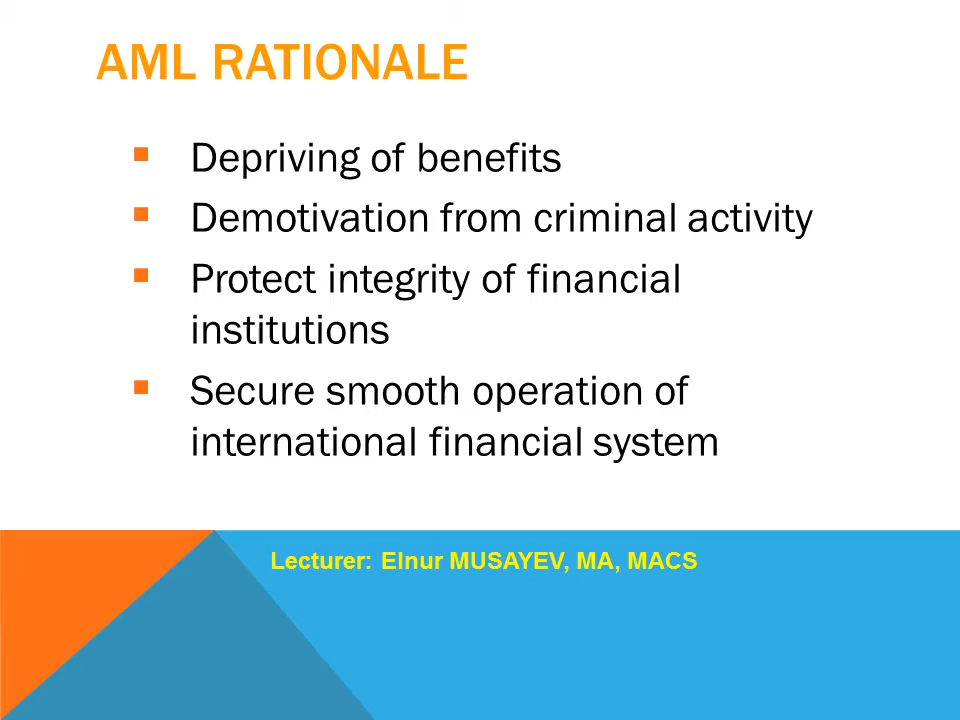 AML RATIONALE
Depriving of benefits
Demotivation from criminal activity
Protect integrity of financial
institutions
Secure smooth operation of
international financial system
Lecturer: Elnur MUSAYEV, MA, MACS